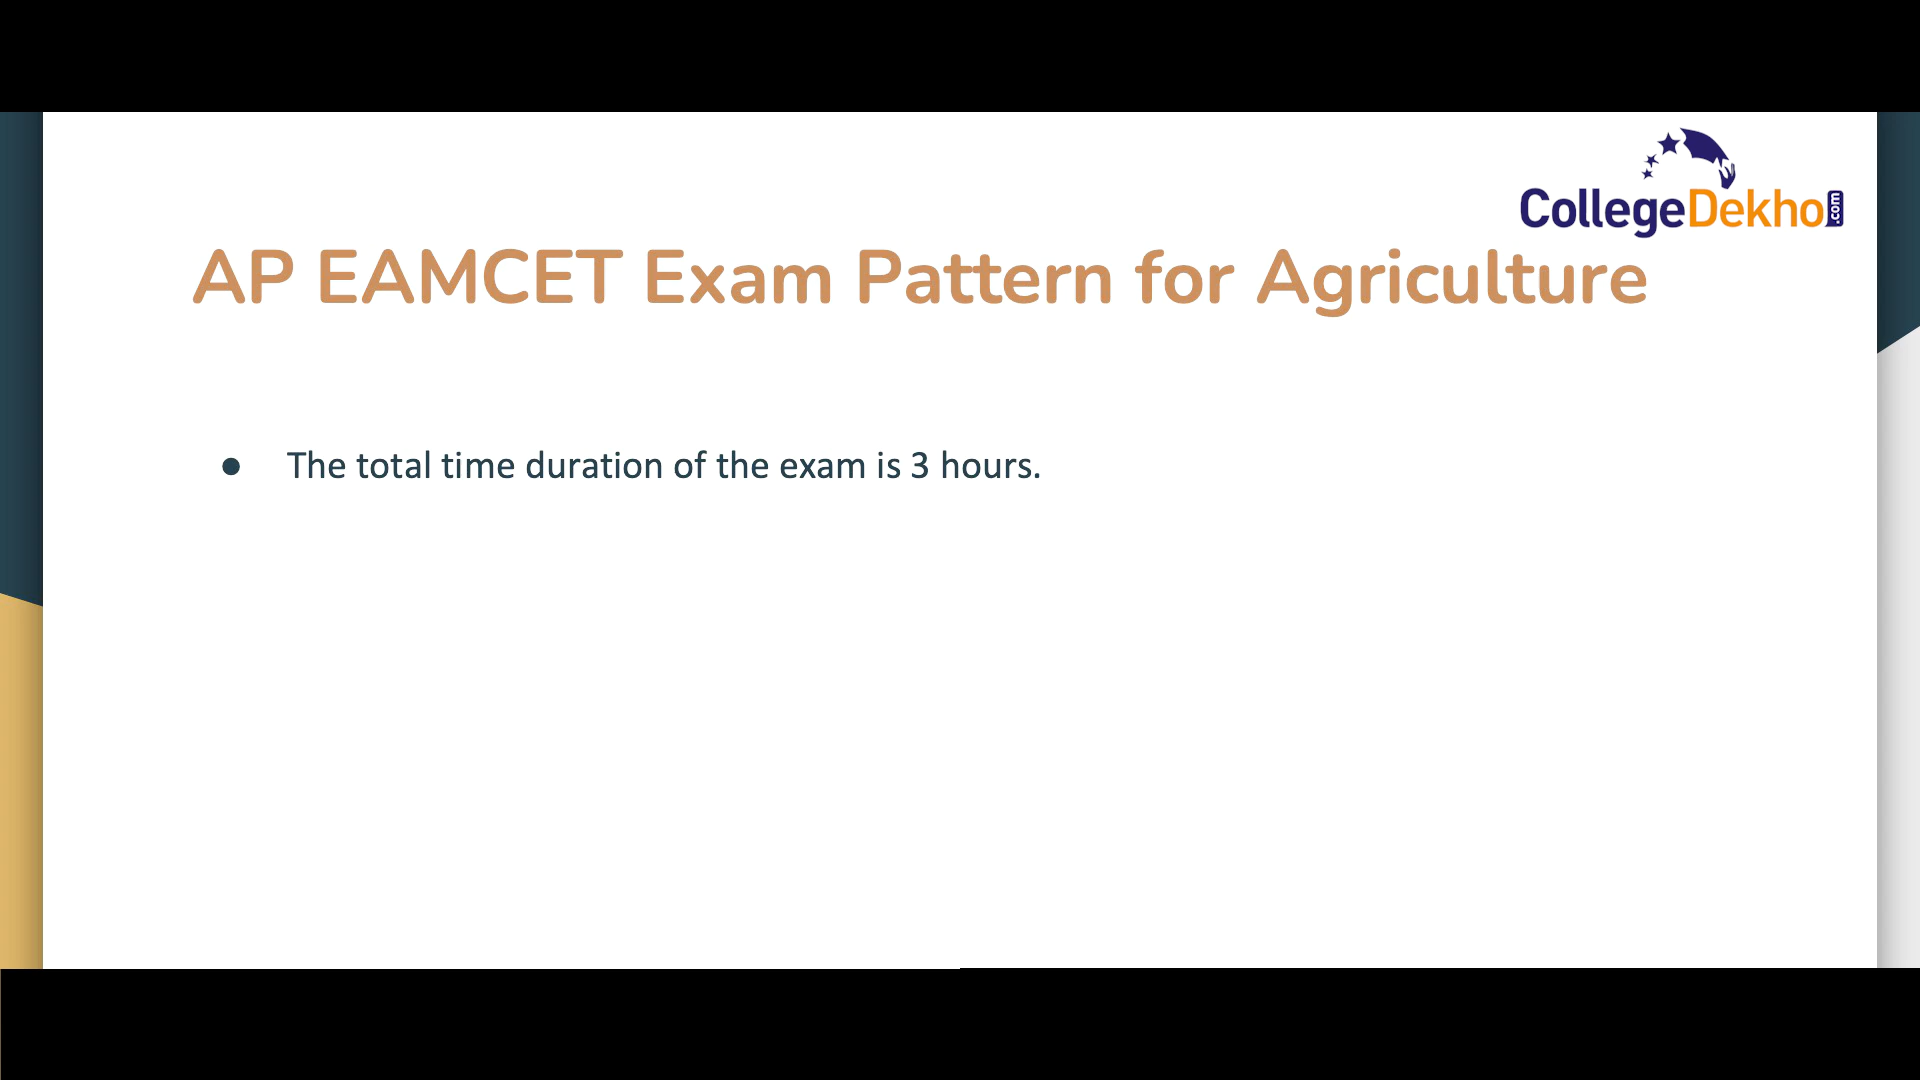 CollegeDekho.com
AP EAMCET Exam Pattern for Agriculture
● The total time duration of the exam is 3 hours.